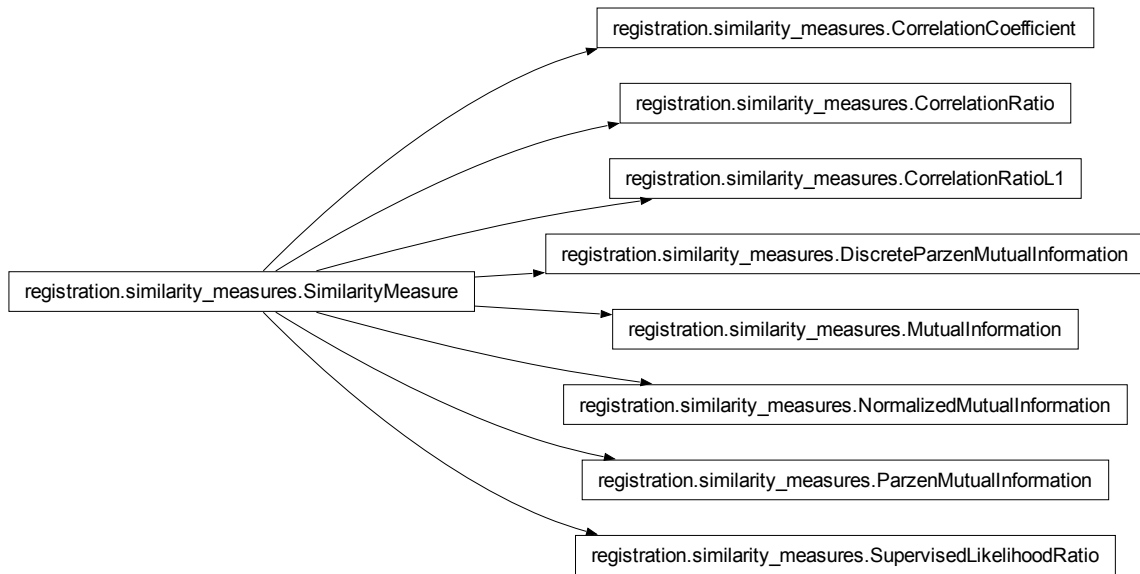 registration.similarity_measures.CorrelationCoefficient
registration.similarity_measures.CorrelationRatio
registration.similarity_measures.CorrelationRatioL1
registration.similarity_measures.DiscreteParzenMutualInformation
registration.similarity_measures.SimilarityMeasure
registration.similarity_measures.MutualInformation
registration.similarity_measures.NormalizedMutualInformation
registration.similarity_measures.ParzenMutualInformation
registration.similarity_measures.SupervisedLikelihoodRatio